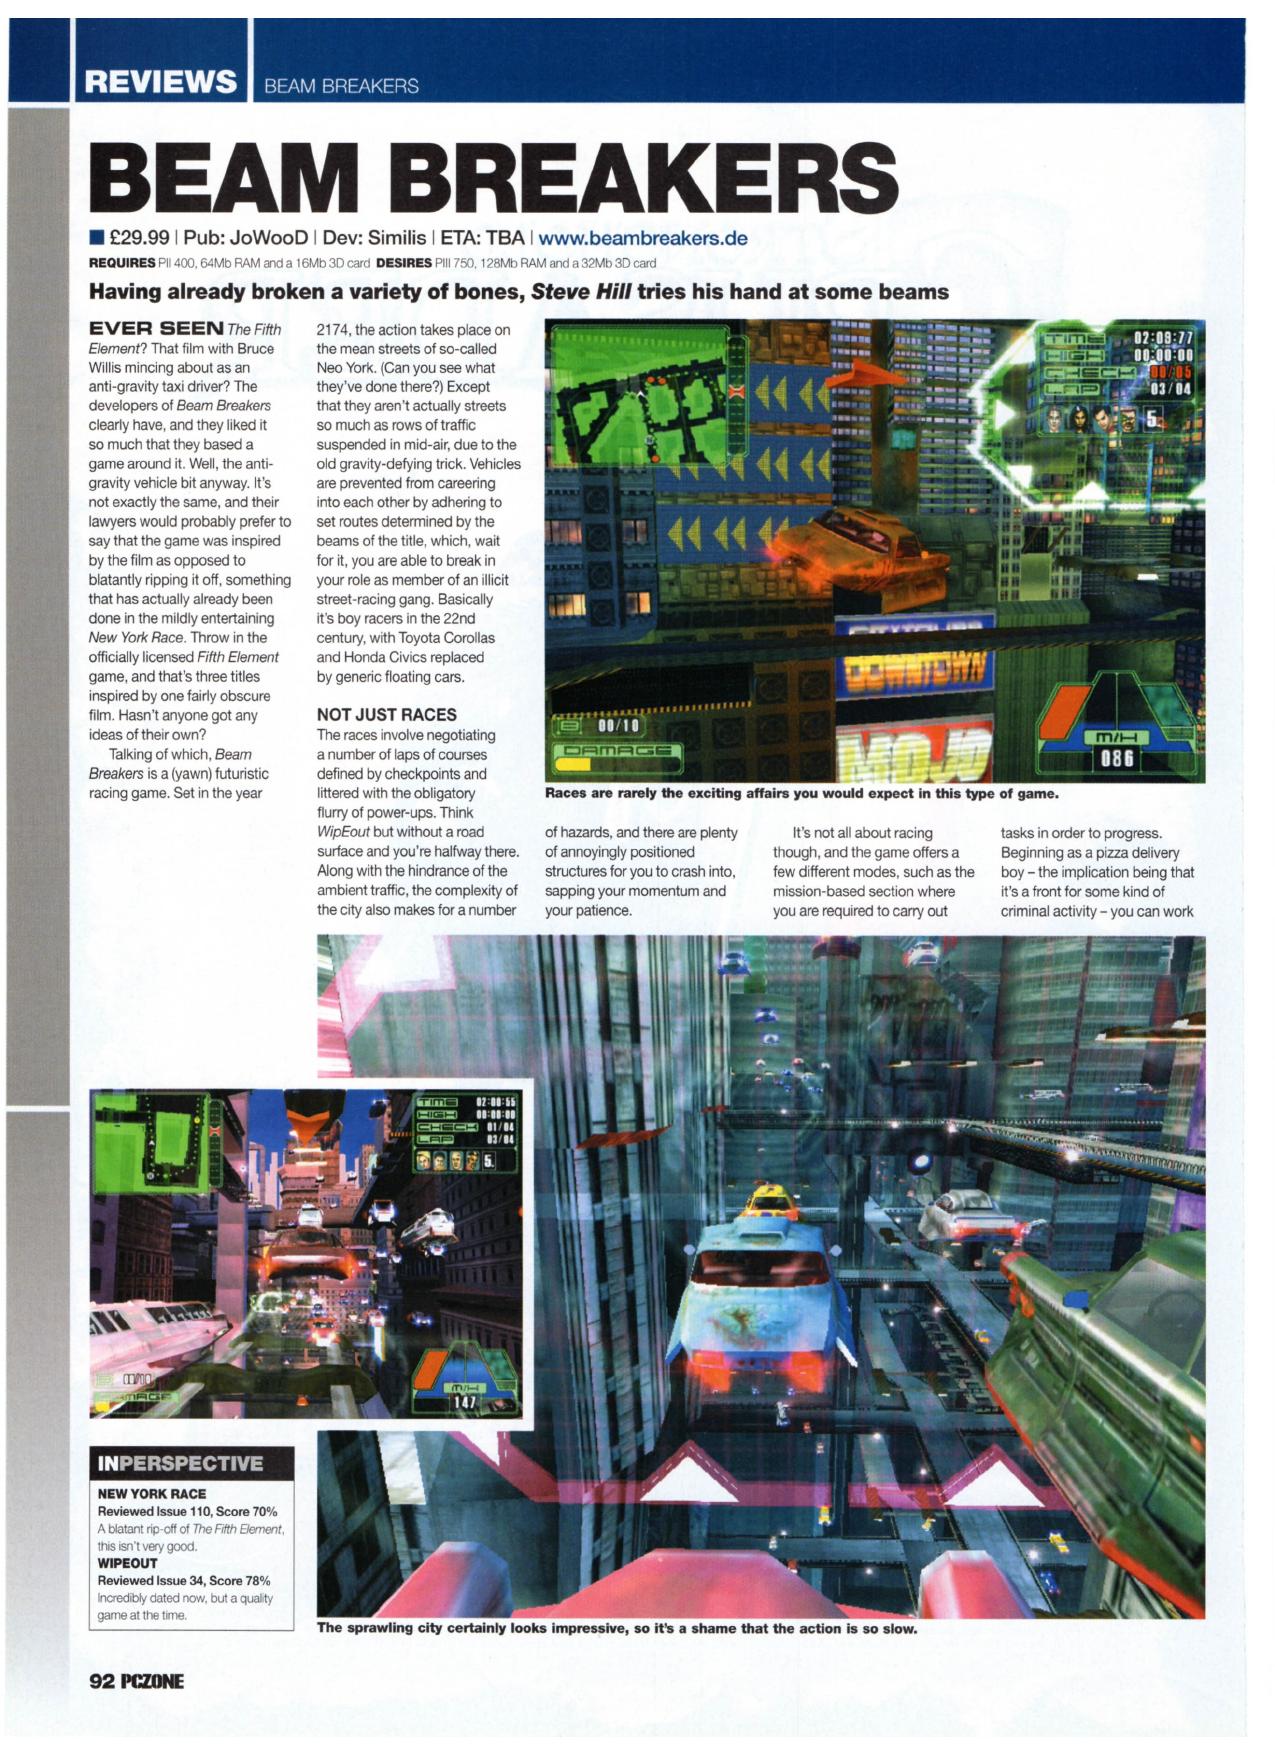 REVIEWS
BEAM BREAKERS
BEAM BREAKERS
£29.99 | Pub: JoWooD | Dev: Similis | ETA: TBA | www.beambreakers.de
REQUIRES PII 400, 64Mb RAM and a 16Mb 3D card DESIRES PIII 750, 128Mb RAM and a 32Mb 3D card
Having already broken a variety of bones, Steve Hill tries his hand at some beams
EVER SEEN The Fifth
Element? That film with Bruce
Willis mincing about as an
anti-gravity taxi driver? The
developers of Beam Breakers
clearly have, and they liked it
so much that they based a
game around it. Well, the anti-
gravity vehicle bit anyway. It's
not exactly the same, and their
lawyers would probably prefer to
say that the game was inspired
by the film as opposed to
blatantly ripping it off, something
that has actually already been
done in the mildly entertaining
New York Race. Throw in the
officially licensed Fifth Element
game, and that's three titles
inspired by one fairly obscure
film. Hasn't anyone got any
ideas of their own?
Talking of which, Beam
Breakers is a (yawn) futuristic
racing game. Set in the year
2174, the action takes place on
the mean streets of so-called
Neo York. (Can you see what
they've done there?) Except
that they aren't actually streets
so much as rows of traffic
suspended in mid-air, due to the
old gravity-defying trick. Vehicles
are prevented from careering
into each other by adhering to
set routes determined by the
beams of the title, which, wait
for it, you are able to break in
your role as member of an illicit
street-racing gang. Basically
it's boy racers in the 22nd
century, with Toyota Corollas
and Honda Civics replaced
by generic floating cars.
NOT JUST RACES
The races involve negotiating
a number of laps of courses
defined by checkpoints and
littered with the obligatory
flurry of power-ups. Think
WipEout but without a road
surface and you're halfway there.
Along with the hindrance of the
ambient traffic, the complexity of
the city also makes for a number
TIME 02:09:77
HIGH 00:00:00
CHECK 00/05
LAP 03/04
5.
DOWNTOWN
MOJO
00/10
DAMAGE
M/H
086
Races are rarely the exciting affairs you would expect in this type of game.
of hazards, and there are plenty
of annoyingly positioned
structures for you to crash into,
sapping your momentum and
your patience.
It's not all about racing
though, and the game offers a
few different modes, such as the
mission-based section where
you are required to carry out
tasks in order to progress.
Beginning as a pizza delivery
boy – the implication being that
it's a front for some kind of
criminal activity – you can work
TIME 02:00:55
HIGH 00:00:00
CHECK 01/04
LAP 03/04
5.
DAMAGE
M/H
147
INPERSPECTIVE
NEW YORK RACE
Reviewed Issue 110, Score 70%
A blatant rip-off of The Fifth Element,
this isn't very good.
WIPEOUT
Reviewed Issue 34, Score 78%
Incredibly dated now, but a quality
game at the time.
The sprawling city certainly looks impressive, so it's a shame that the action is so slow.
92 PCZONE